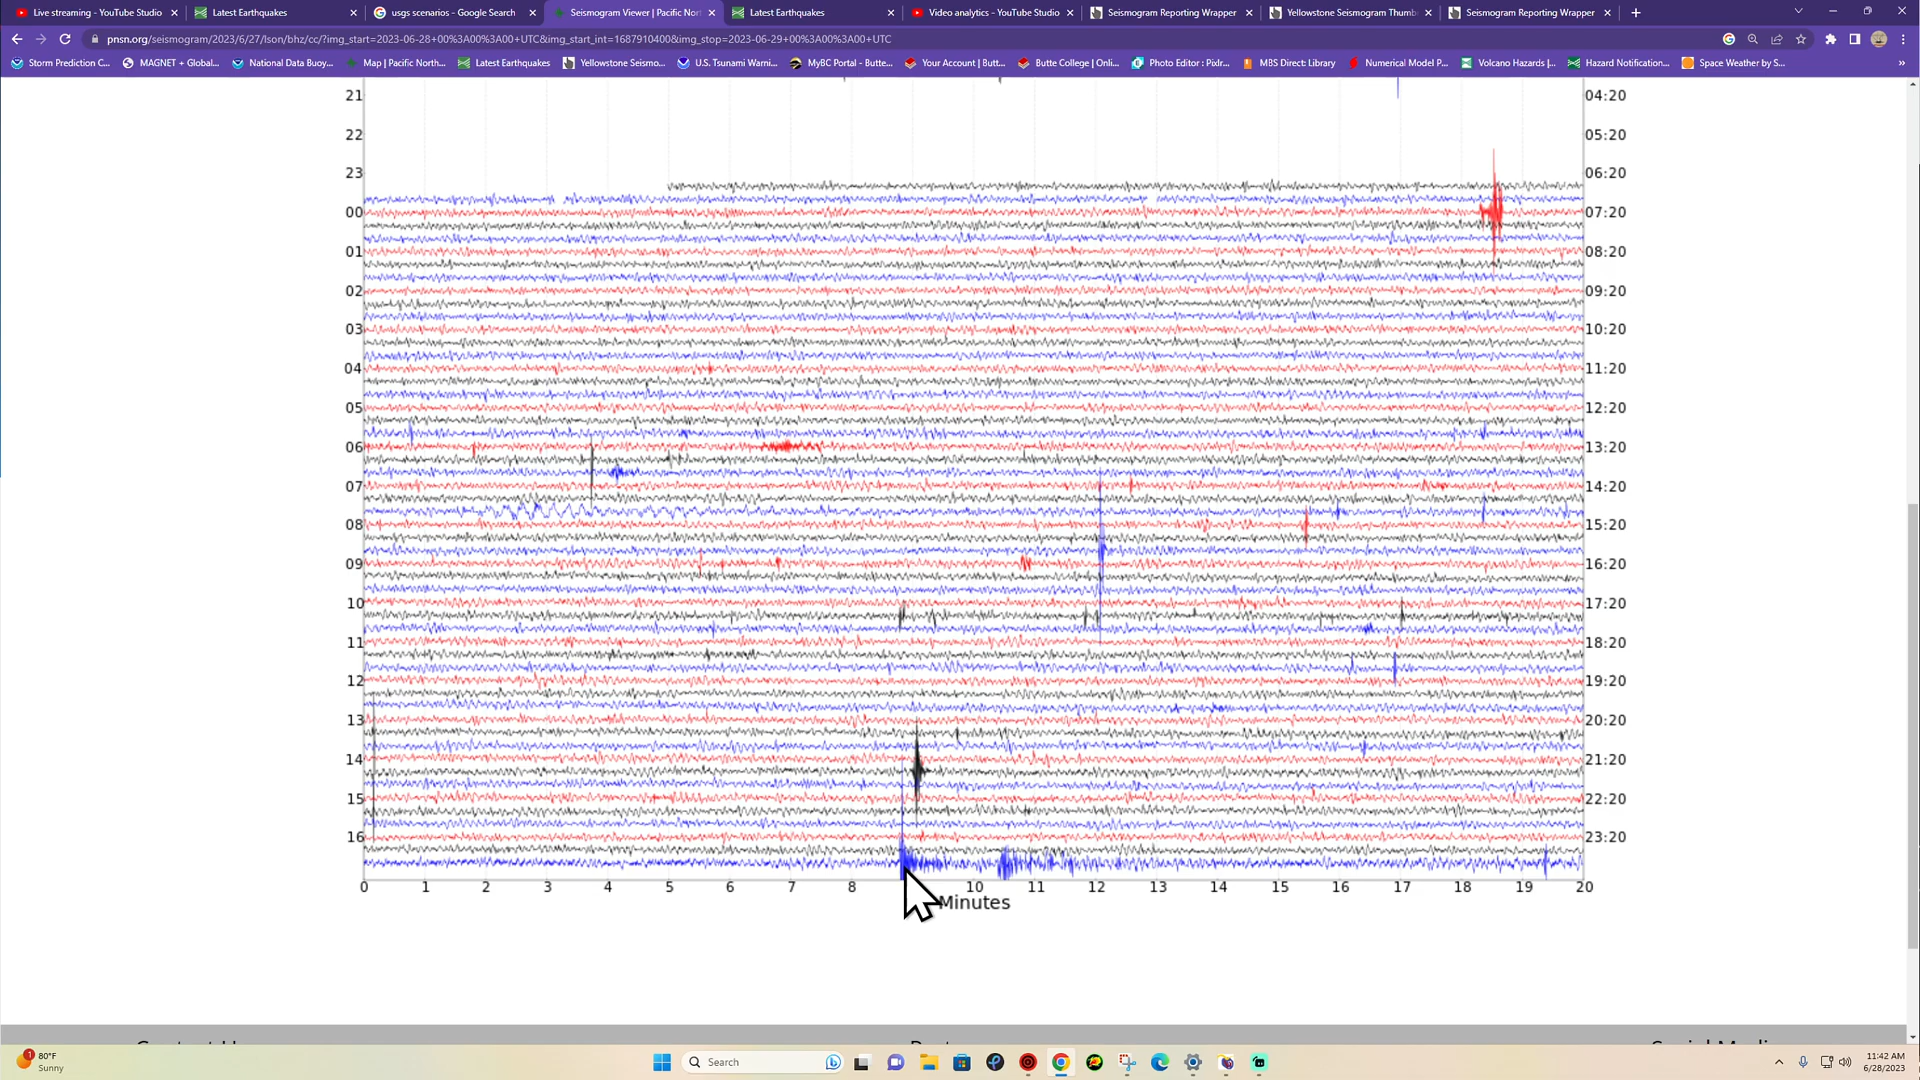 Live streaming - YouTube Studio
Latest Earthquakes
usgs scenarios - Google Search
Seismogram Viewer | Pacific Nor
Latest Earthquakes
Video analytics - YouTube Studio
Seismogram Reporting Wrapper
Yellowstone Seismogram Thumb
Seismogram Reporting Wrapper
pnsn.org/seismogram/2023/6/27/lson/bhz/cc/?img_start=2023-06-28+00%3A00%3A00+UTC&img_start_int=1687910400&img_stop=2023-06-29+00%3A00%3A00+UTC
Storm Prediction C...
MAGNET + Global...
National Data Buoy...
Map | Pacific North...
Latest Earthquakes
Yellowstone Seismo...
U.S. Tsunami Warni...
MyBC Portal - Butte...
Your Account | Butt...
Butte College | Onli...
Photo Editor : Pixlr...
MBS Direct Library
Numerical Model P...
Volcano Hazards |...
Hazard Notification...
Space Weather by S...
»
21 04:20
22 05:20
23 06:20
00 07:20
01 08:20
02 09:20
03 10:20
04 11:20
05 12:20
06 13:20
07 14:20
08 15:20
09 16:20
10 17:20
11 18:20
12 19:20
13 20:20
14 21:20
15 22:20
16 23:20
0 1 2 3 4 5 6 7 8 10 11 12 13 14 15 16 17 18 19 20
Minutes
1
80°F
Sunny
Search
11:42 AM
6/28/2023